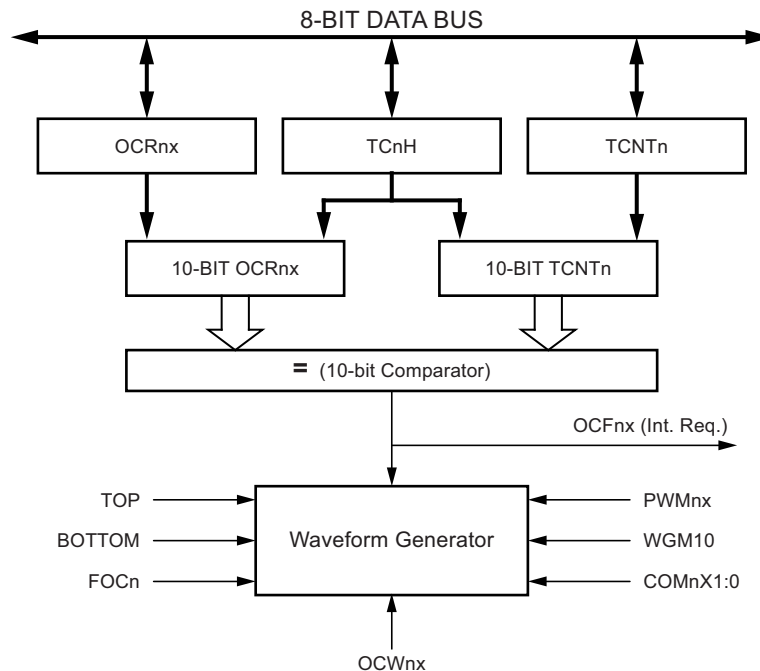 8-BIT DATA BUS
OCRnx
TCnH
TCNTn
10-BIT OCRnx
10-BIT TCNTn
= (10-bit Comparator)
OCFnx (Int. Req.)
TOP
BOTTOM
FOCn
Waveform Generator
PWMnx
WGM10
COMnX1:0
OCWnx